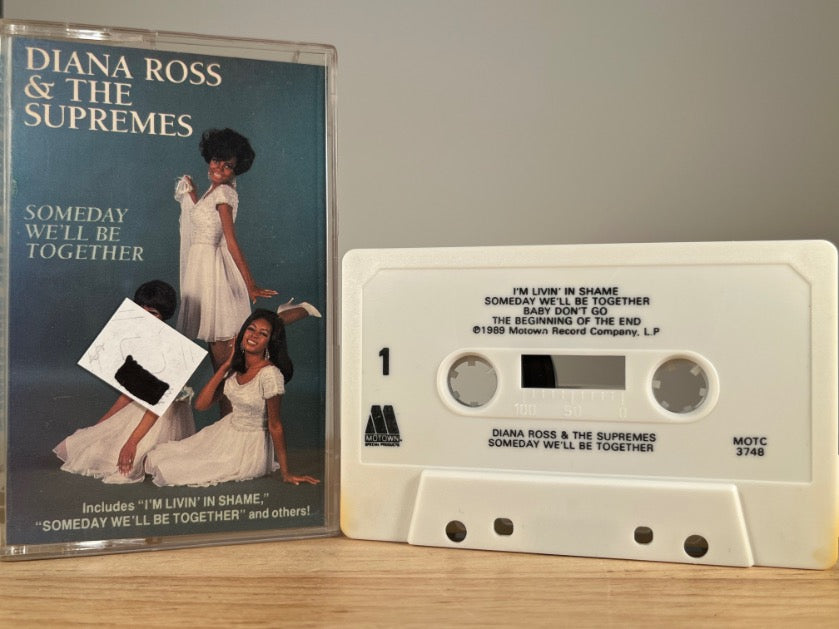 DIANA ROSS
& THE
SUPREMES
SOMEDAY
WE'LL BE
TOGETHER
Includes "I'M LIVIN' IN SHAME,"
"SOMEDAY WE'LL BE TOGETHER" and others!
I'M LIVIN' IN SHAME
SOMEDAY WE'LL BE TOGETHER
BABY DON'T GO
THE BEGINNING OF THE END
©1989 Motown Record Company, L.P
1
100 50 0
MOTOWN
SPECIAL PRODUCTS
DIANA ROSS & THE SUPREMES
SOMEDAY WE'LL BE TOGETHER
MOTC
3748